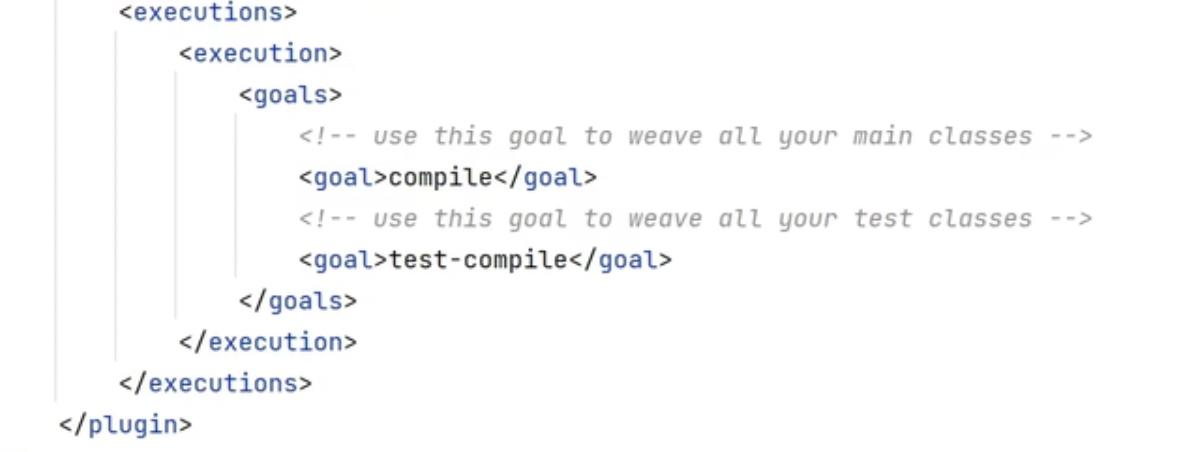 <executions>
<execution>
<goals>
<!-- use this goal to weave all your main classes -->
<goal>compile</goal>
<!-- use this goal to weave all your test classes -->
<goal>test-compile</goal>
</goals>
</execution>
</executions>
</plugin>